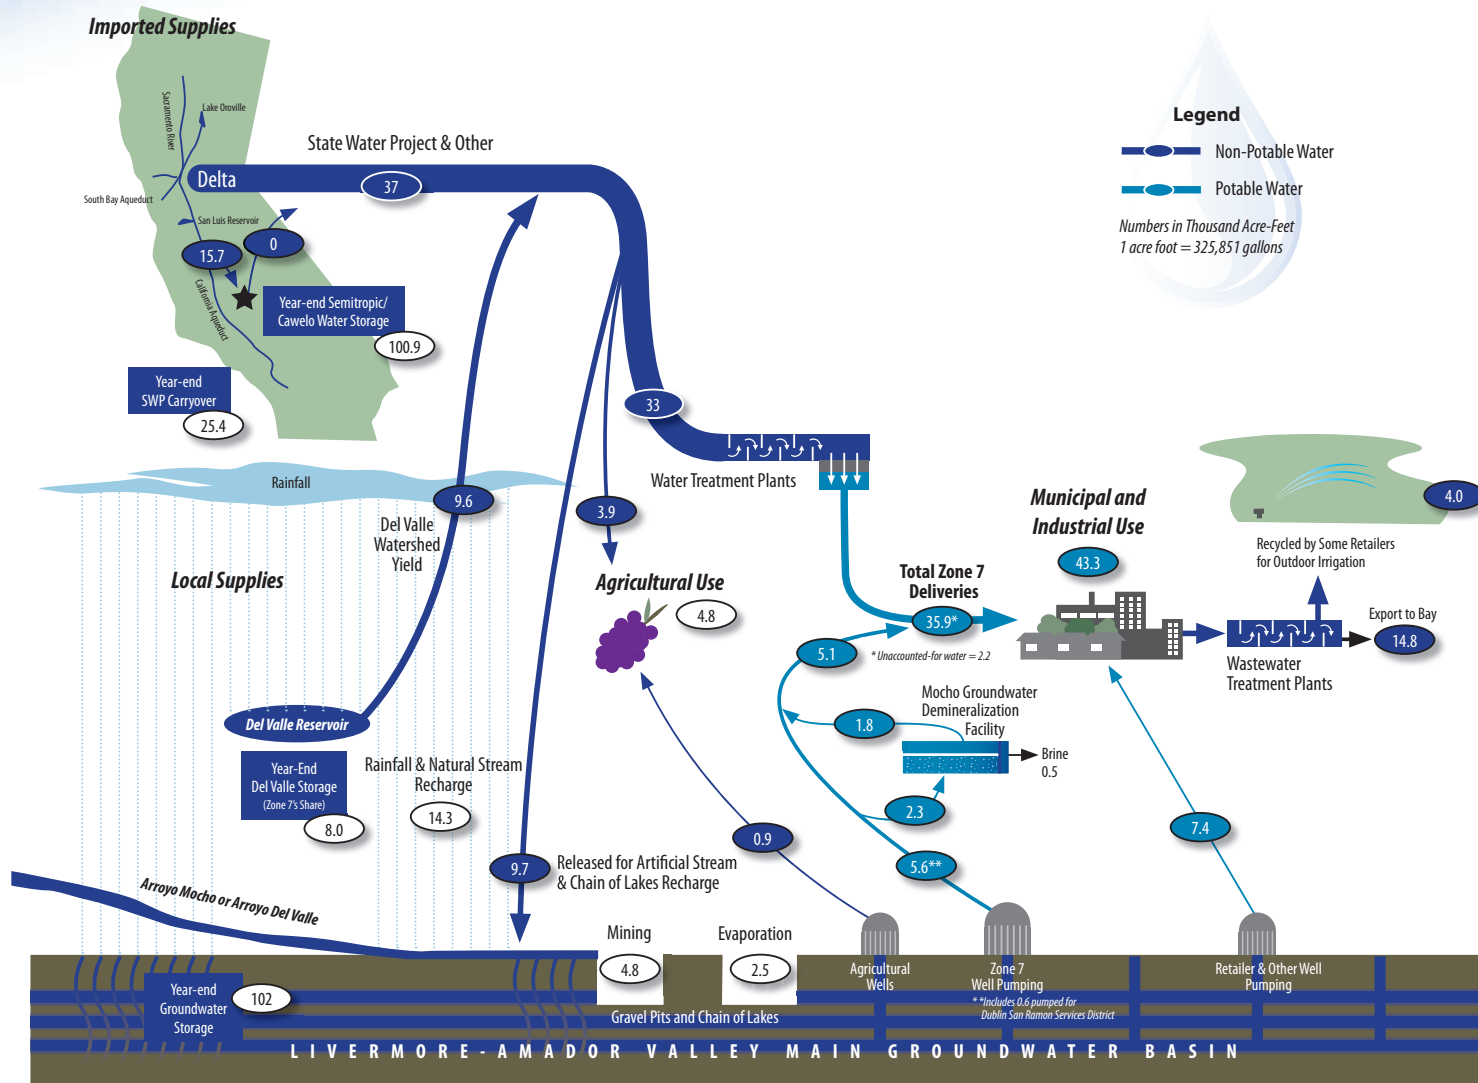 Imported Supplies
Sacramento River
Lake Oroville
State Water Project & Other
Delta
37
South Bay Aqueduct
San Luis Reservoir
15.7
0
California Aqueduct
Year-end Semitropic/
Cawelo Water Storage
100.9
Year-end
SWP Carryover
25.4
Legend
Non-Potable Water
Potable Water
Numbers in Thousand Acre-Feet
1 acre foot = 325,851 gallons
33
Water Treatment Plants
Rainfall
9.6
Del Valle
Watershed
Yield
3.9
Local Supplies
Agricultural Use
4.8
Municipal and
Industrial Use
43.3
4.0
Recycled by Some Retailers
for Outdoor Irrigation
Total Zone 7
Deliveries
35.9*
* Unaccounted-for water = 2.2
5.1
Export to Bay
14.8
Wastewater
Treatment Plants
Mocho Groundwater
Demineralization
Facility
1.8
Brine
0.5
2.3
5.6**
7.4
Del Valle Reservoir
Year-End
Del Valle Storage
(Zone 7's Share)
8.0
Rainfall & Natural Stream
Recharge
14.3
0.9
9.7
Released for Artificial Stream
& Chain of Lakes Recharge
Arroyo Mocho or Arroyo Del Valle
Mining
4.8
Evaporation
2.5
Gravel Pits and Chain of Lakes
Agricultural
Wells
Zone 7
Well Pumping
* *Includes 0.6 pumped for
Dublin San Ramon Services District
Retailer & Other Well
Pumping
Year-end
Groundwater
Storage
102
LIVERMORE-AMADOR VALLEY MAIN GROUNDWATER BASIN